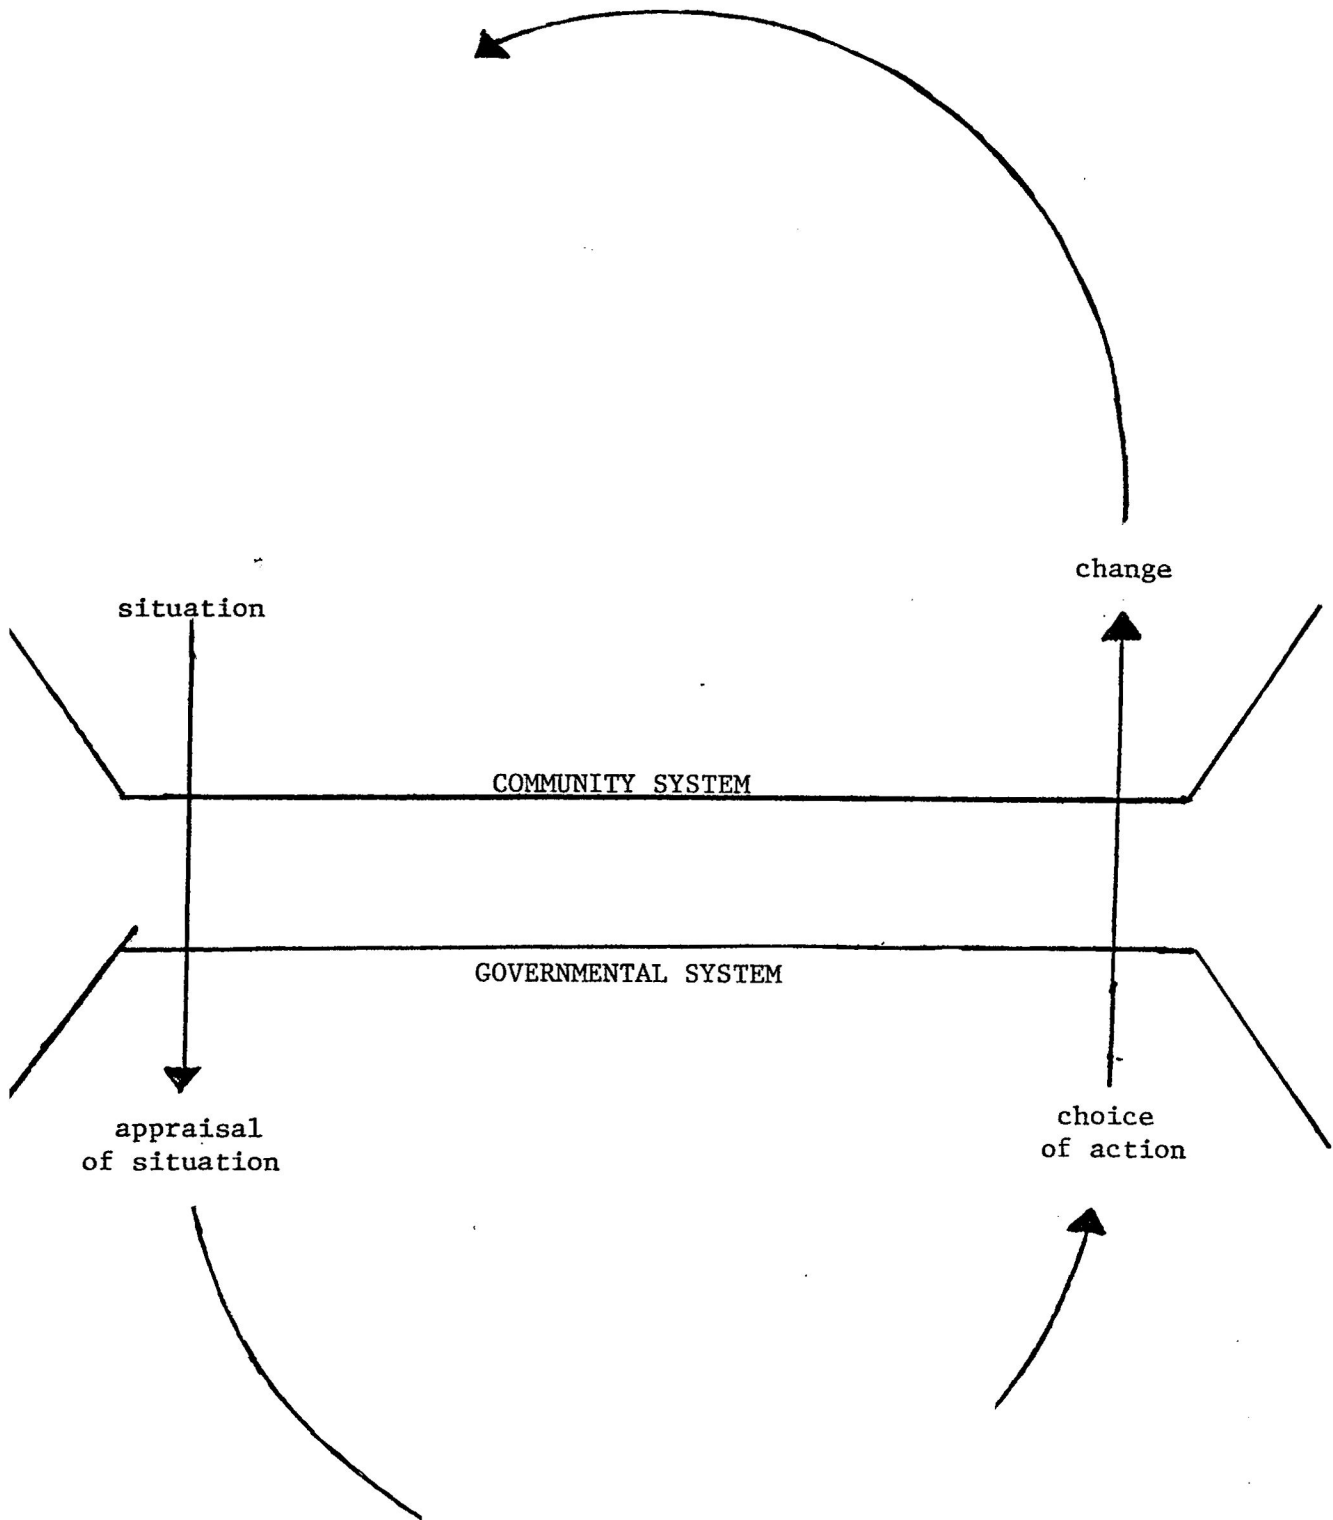 change
situation
COMMUNITY SYSTEM
GOVERNMENTAL SYSTEM
appraisal
of situation
choice
of action